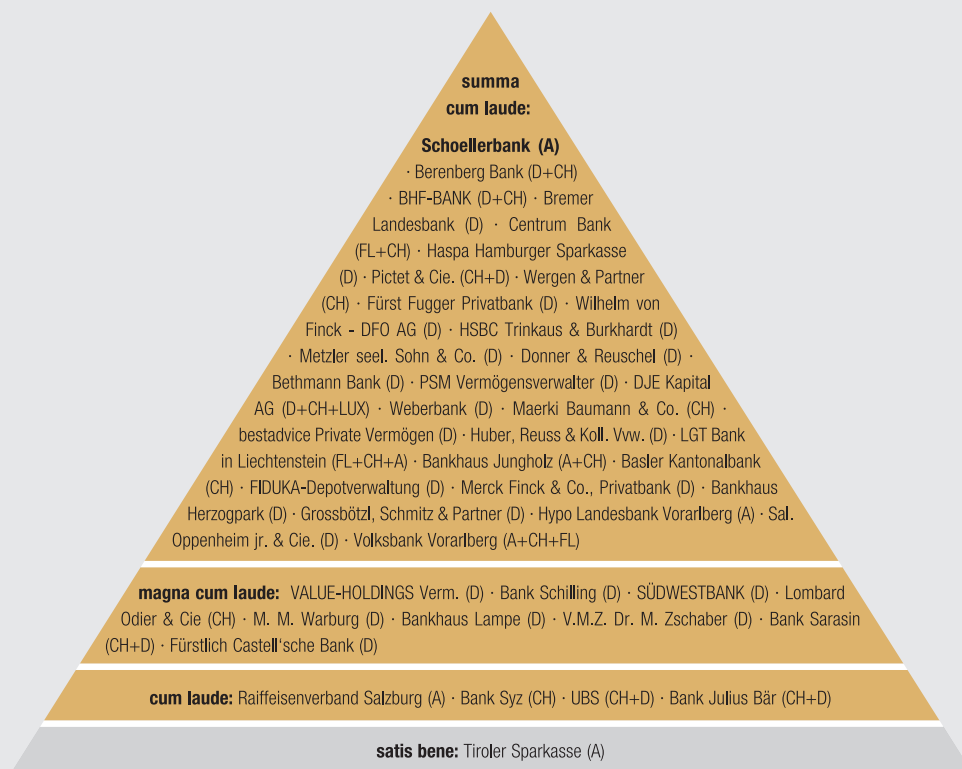 summa
cum laude:
Schoellerbank (A)
· Berenberg Bank (D+CH)
· BHF-BANK (D+CH) · Bremer
Landesbank (D) · Centrum Bank
(FL+CH) · Haspa Hamburger Sparkasse
(D) · Pictet & Cie. (CH+D) · Wergen & Partner
(CH) · Fürst Fugger Privatbank (D) · Wilhelm von
Finck - DFO AG (D) · HSBC Trinkaus & Burkhardt (D)
· Metzler seel. Sohn & Co. (D) · Donner & Reuschel (D) ·
Bethmann Bank (D) · PSM Vermögensverwalter (D) · DJE Kapital
AG (D+CH+LUX) · Weberbank (D) · Maerki Baumann & Co. (CH) ·
bestadvice Private Vermögen (D) · Huber, Reuss & Koll. Vvw. (D) · LGT Bank
in Liechtenstein (FL+CH+A) · Bankhaus Jungholz (A+CH) · Basler Kantonalbank
(CH) · FIDUKA-Depotverwaltung (D) · Merck Finck & Co., Privatbank (D) · Bankhaus
Herzogpark (D) · Grossbötzl, Schmitz & Partner (D) · Hypo Landesbank Vorarlberg (A) · Sal.
Oppenheim jr. & Cie. (D) · Volksbank Vorarlberg (A+CH+FL)
magna cum laude: VALUE-HOLDINGS Verm. (D) · Bank Schilling (D) · SÜDWESTBANK (D) · Lombard
Odier & Cie (CH) · M. M. Warburg (D) · Bankhaus Lampe (D) · V.M.Z. Dr. M. Zschaber (D) · Bank Sarasin
(CH+D) · Fürstlich Castell'sche Bank (D)
cum laude: Raiffeisenverband Salzburg (A) · Bank Syz (CH) · UBS (CH+D) · Bank Julius Bär (CH+D)
satis bene: Tiroler Sparkasse (A)